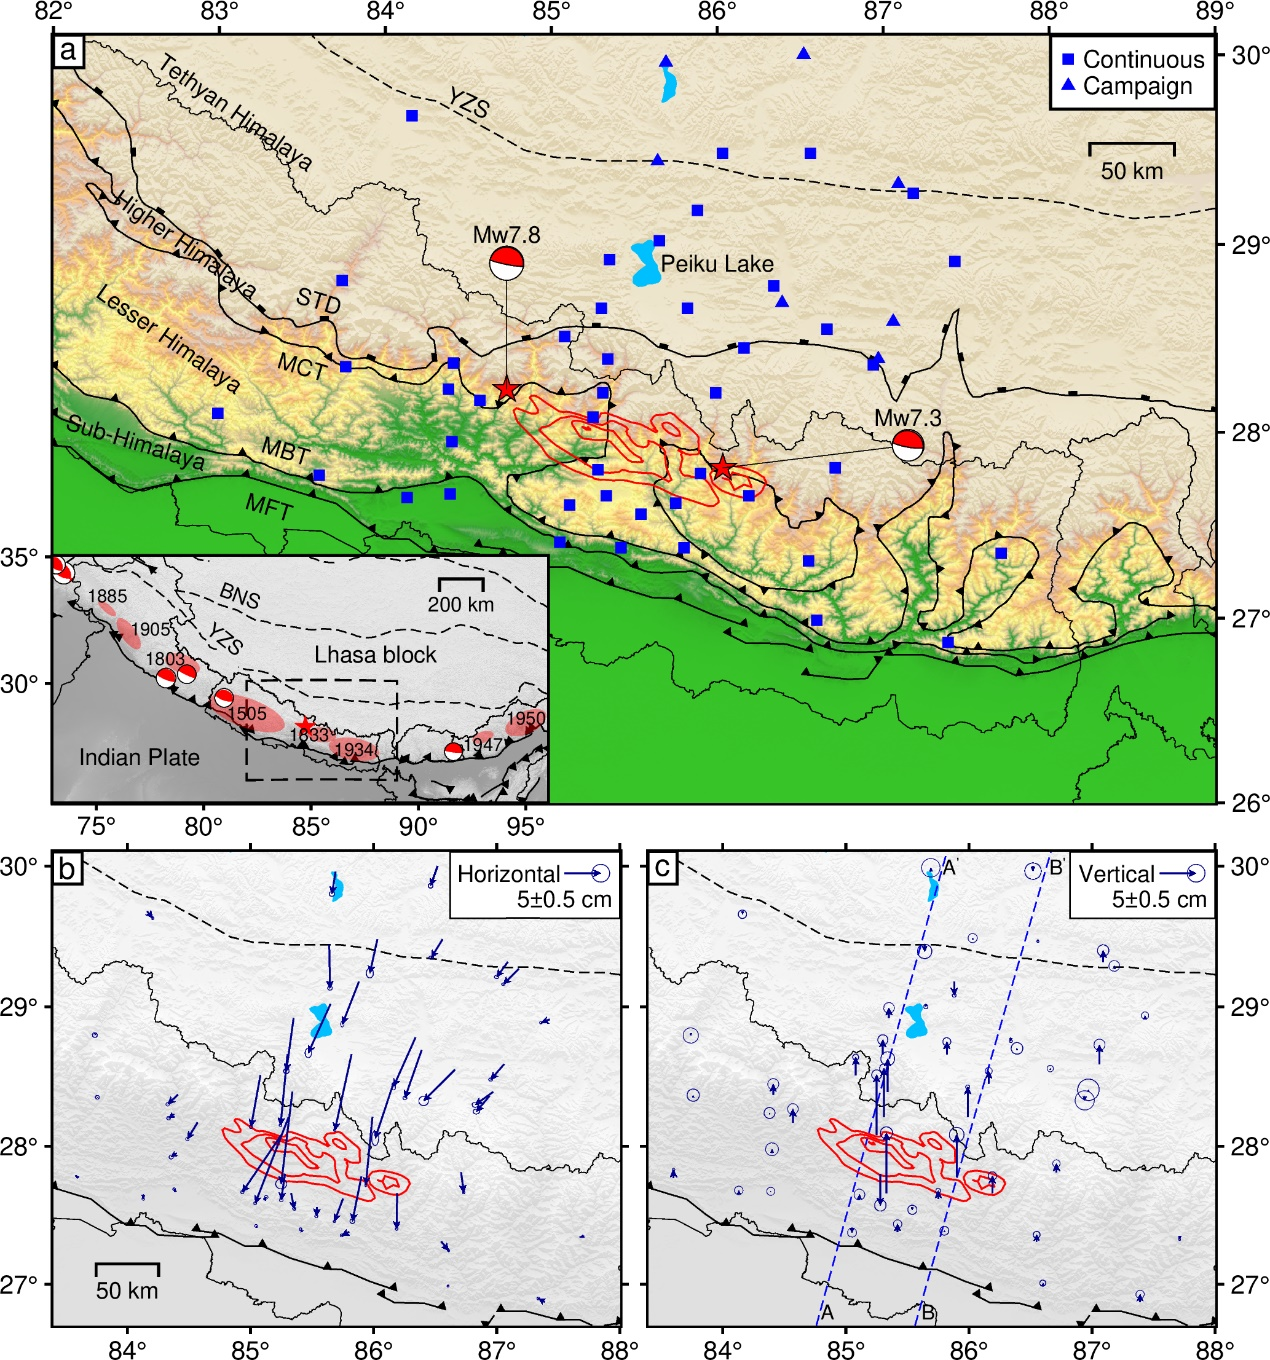 82° 83° 84° 85° 86° 87° 88° 89°
a
Continuous
Campaign
50 km
30°
29°
28°
27°
26°
Tethyan Himalaya
YZS
Higher Himalaya
Mw7.8
Peiku Lake
STD
Lesser Himalaya
MCT
Mw7.3
Sub-Himalaya
MBT
MFT
35°
30°
1885
BNS
200 km
1905
YZS
1803
Lhasa block
1505
1833
1934
1947
1950
Indian Plate
75° 80° 85° 90° 95°
b
Horizontal
5±0.5 cm
30°
29°
28°
27°
50 km
84° 85° 86° 87° 88°
c
A'
B'
Vertical
5±0.5 cm
30°
29°
28°
27°
A
B
84° 85° 86° 87° 88°